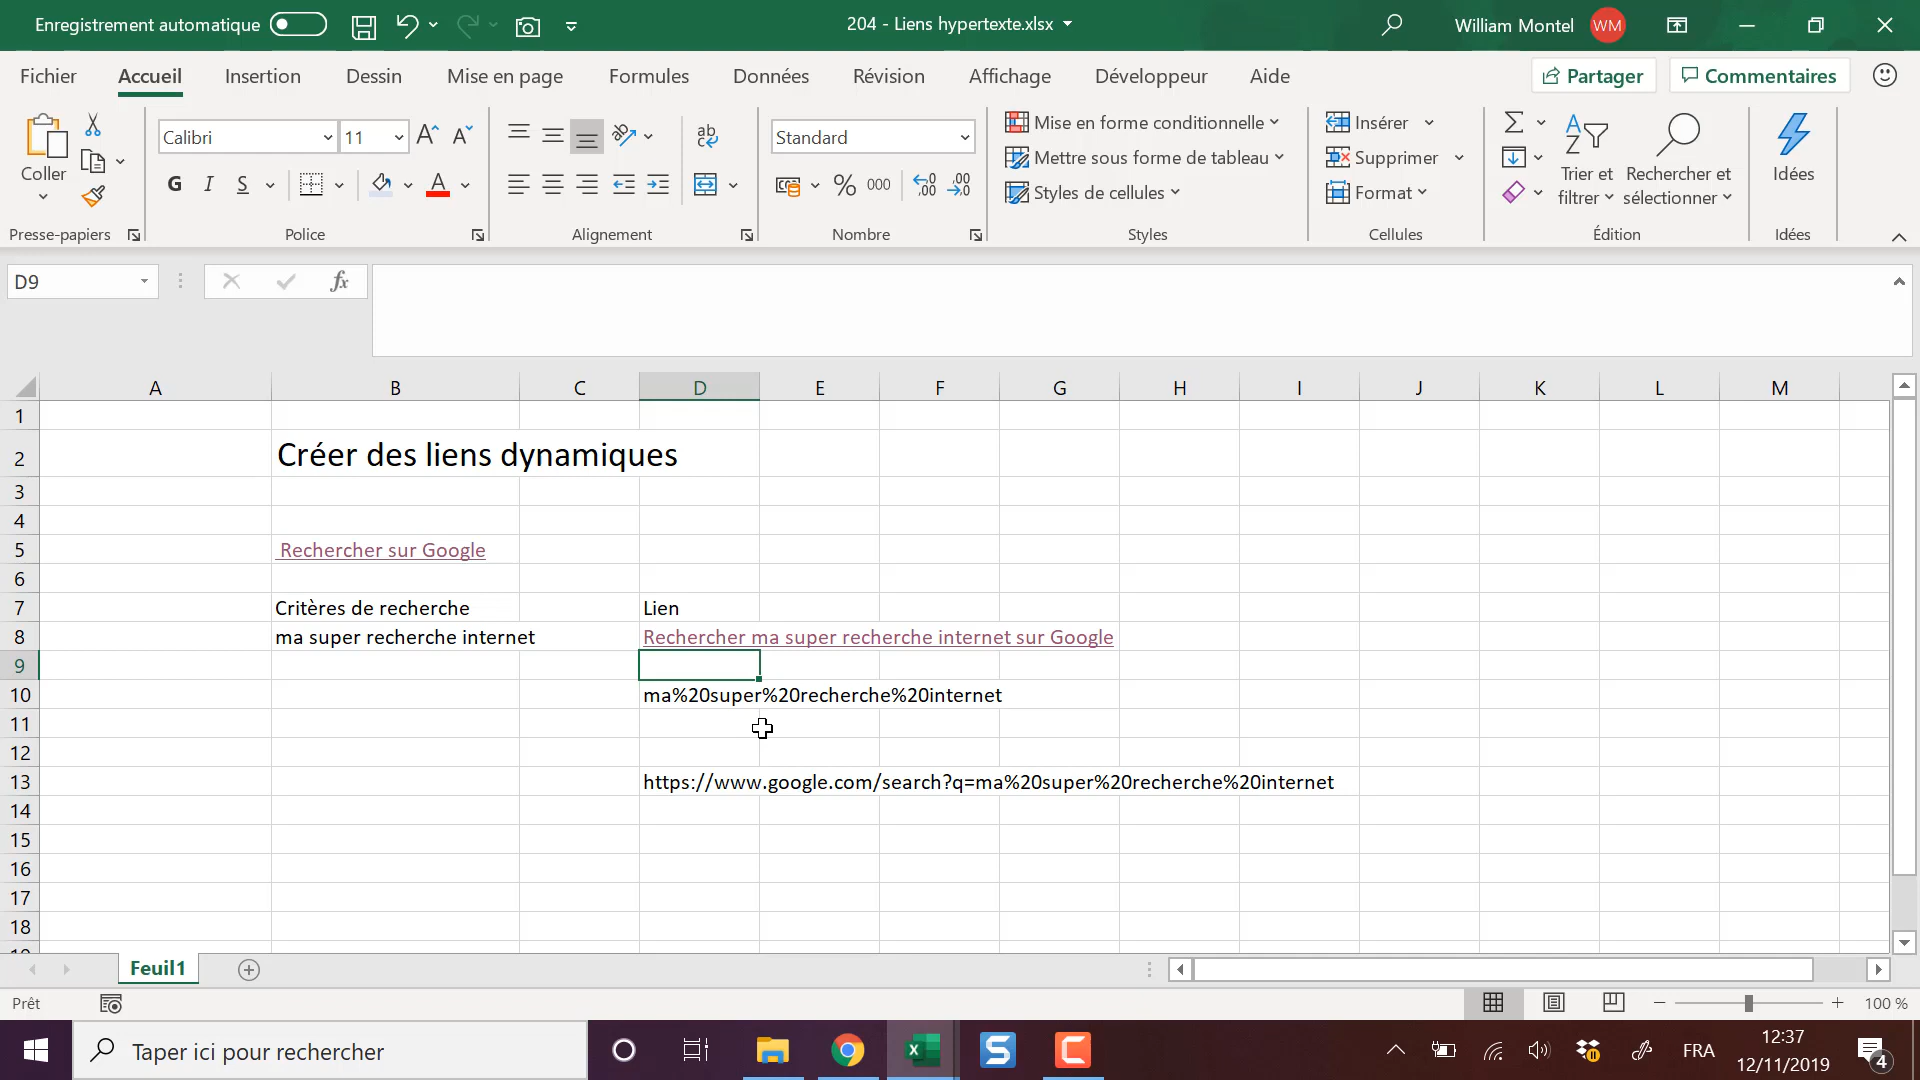 Enregistrement automatique
204 - Liens hypertexte.xlsx
William Montel
WM
Fichier
Accueil
Insertion
Dessin
Mise en page
Formules
Données
Révision
Affichage
Développeur
Aide
Partager
Commentaires
Coller
Presse-papiers
Calibri
11
G
I
S
Police
Alignement
Standard
%
000
Nombre
Mise en forme conditionnelle
Mettre sous forme de tableau
Styles de cellules
Styles
Insérer
Supprimer
Format
Cellules
Trier et
filtrer
Rechercher et
sélectionner
Édition
Idées
Idées
D9
fx
A B C D E F G H I J K L M
1
2 Créer des liens dynamiques
3
4
5 Rechercher sur Google
6
7 Critères de recherche Lien
8 ma super recherche internet Rechercher ma super recherche internet sur Google
9
10 ma%20super%20recherche%20internet
11
12
13 https://www.google.com/search?q=ma%20super%20recherche%20internet
14
15
16
17
18
Feuil1
Prêt
100 %
Taper ici pour rechercher
FRA
12:37
12/11/2019
4